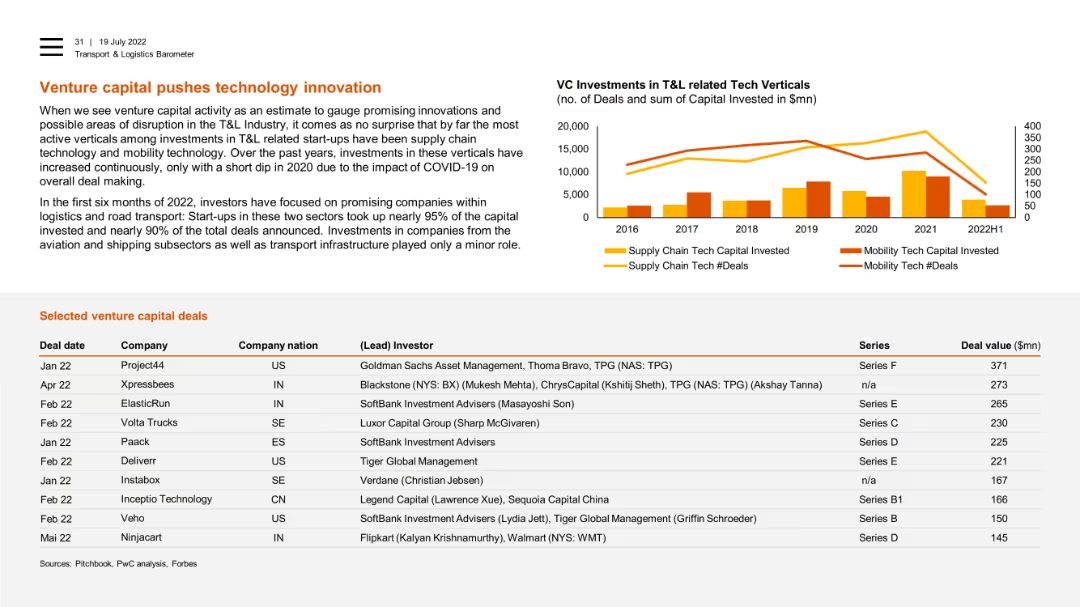 31 | 19 July 2022
Transport & Logistics Barometer
Venture capital pushes technology innovation
When we see venture capital activity as an estimate to gauge promising innovations and
possible areas of disruption in the T&L Industry, it comes as no surprise that by far the most
active verticals among investments in T&L related start-ups have been supply chain
technology and mobility technology. Over the past years, investments in these verticals have
increased continuously, only with a short dip in 2020 due to the impact of COVID-19 on
overall deal making.
In the first six months of 2022, investors have focused on promising companies within
logistics and road transport: Start-ups in these two sectors took up nearly 95% of the capital
invested and nearly 90% of the total deals announced. Investments in companies from the
aviation and shipping subsectors as well as transport infrastructure played only a minor role.
VC Investments in T&L related Tech Verticals
(no. of Deals and sum of Capital Invested in $mn)
20,000
15,000
10,000
5,000
0
400
350
300
250
200
150
100
50
0
2016 2017 2018 2019 2020 2021 2022H1
Supply Chain Tech Capital Invested Mobility Tech Capital Invested
Supply Chain Tech #Deals Mobility Tech #Deals
Selected venture capital deals
Deal date Company Company nation (Lead) Investor Series Deal value ($mn)
Jan 22 Project44 US Goldman Sachs Asset Management, Thoma Bravo, TPG (NAS: TPG) Series F 371
Apr 22 Xpressbees IN Blackstone (NYS: BX) (Mukesh Mehta), ChrysCapital (Kshitij Sheth), TPG (NAS: TPG) (Akshay Tanna) n/a 273
Feb 22 ElasticRun IN SoftBank Investment Advisers (Masayoshi Son) Series E 265
Feb 22 Volta Trucks SE Luxor Capital Group (Sharp McGivaren) Series C 230
Jan 22 Paack ES SoftBank Investment Advisers Series D 225
Feb 22 Deliverr US Tiger Global Management Series E 221
Jan 22 Instabox SE Verdane (Christian Jebsen) n/a 167
Feb 22 Inceptio Technology CN Legend Capital (Lawrence Xue), Sequoia Capital China Series B1 166
Feb 22 Veho US SoftBank Investment Advisers (Lydia Jett), Tiger Global Management (Griffin Schroeder) Series B 150
Mai 22 Ninjacart IN Flipkart (Kalyan Krishnamurthy), Walmart (NYS: WMT) Series D 145
Sources: Pitchbook, PwC analysis, Forbes